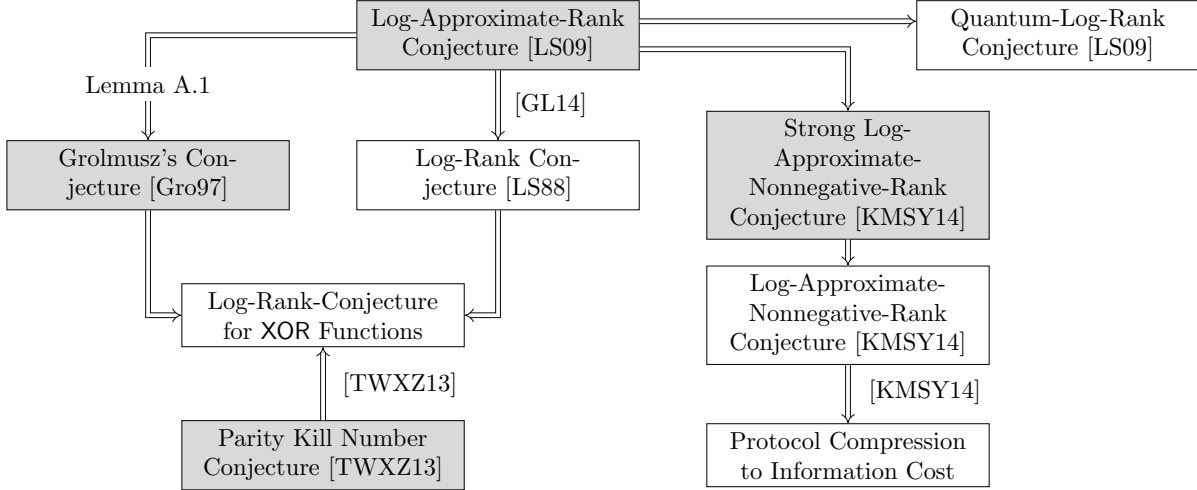 Log-Approximate-Rank
Conjecture [LS09]
Quantum-Log-Rank
Conjecture [LS09]
Lemma A.1
[GL14]
Grolmusz's Con-
jecture [Gro97]
Log-Rank Con-
jecture [LS88]
Strong Log-
Approximate-
Nonnegative-Rank
Conjecture [KMSY14]
Log-Rank-Conjecture
for XOR Functions
Log-Approximate-
Nonnegative-Rank
Conjecture [KMSY14]
[TWXZ13]
[KMSY14]
Parity Kill Number
Conjecture [TWXZ13]
Protocol Compression
to Information Cost